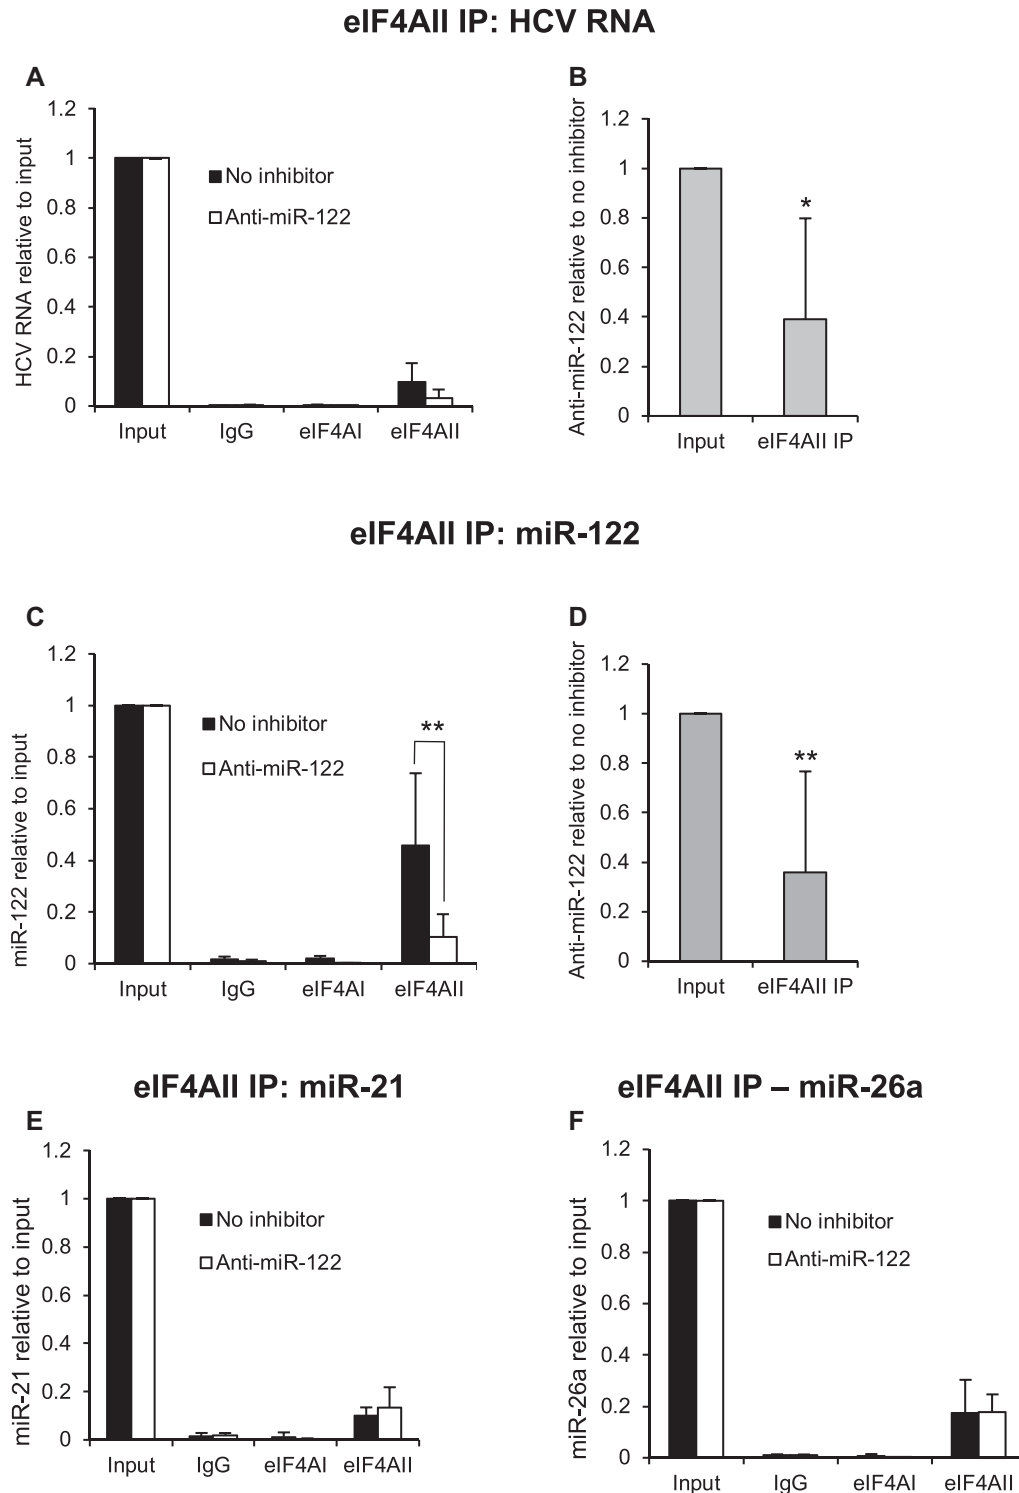 eIF4AII IP: HCV RNA
A
HCV RNA relative to input
1.2
1
0.8
0.6
0.4
0.2
0
No inhibitor
Anti-miR-122
Input IgG eIF4AI eIF4AII
B
Anti-miR-122 relative to no inhibitor
1.2
1
0.8
0.6
0.4
0.2
0
*
Input eIF4AII IP
eIF4AII IP: miR-122
C
miR-122 relative to input
1.2
1
0.8
0.6
0.4
0.2
0
No inhibitor
Anti-miR-122
**
Input IgG eIF4AI eIF4AII
D
Anti-miR-122 relative to no inhibitor
1.2
1
0.8
0.6
0.4
0.2
0
**
Input eIF4AII IP
eIF4AII IP: miR-21
E
miR-21 relative to input
1.2
1
0.8
0.6
0.4
0.2
0
No inhibitor
Anti-miR-122
Input IgG eIF4AI eIF4AII
eIF4AII IP – miR-26a
F
miR-26a relative to input
1.2
1
0.8
0.6
0.4
0.2
0
No inhibitor
Anti-miR-122
Input IgG eIF4AI eIF4AII